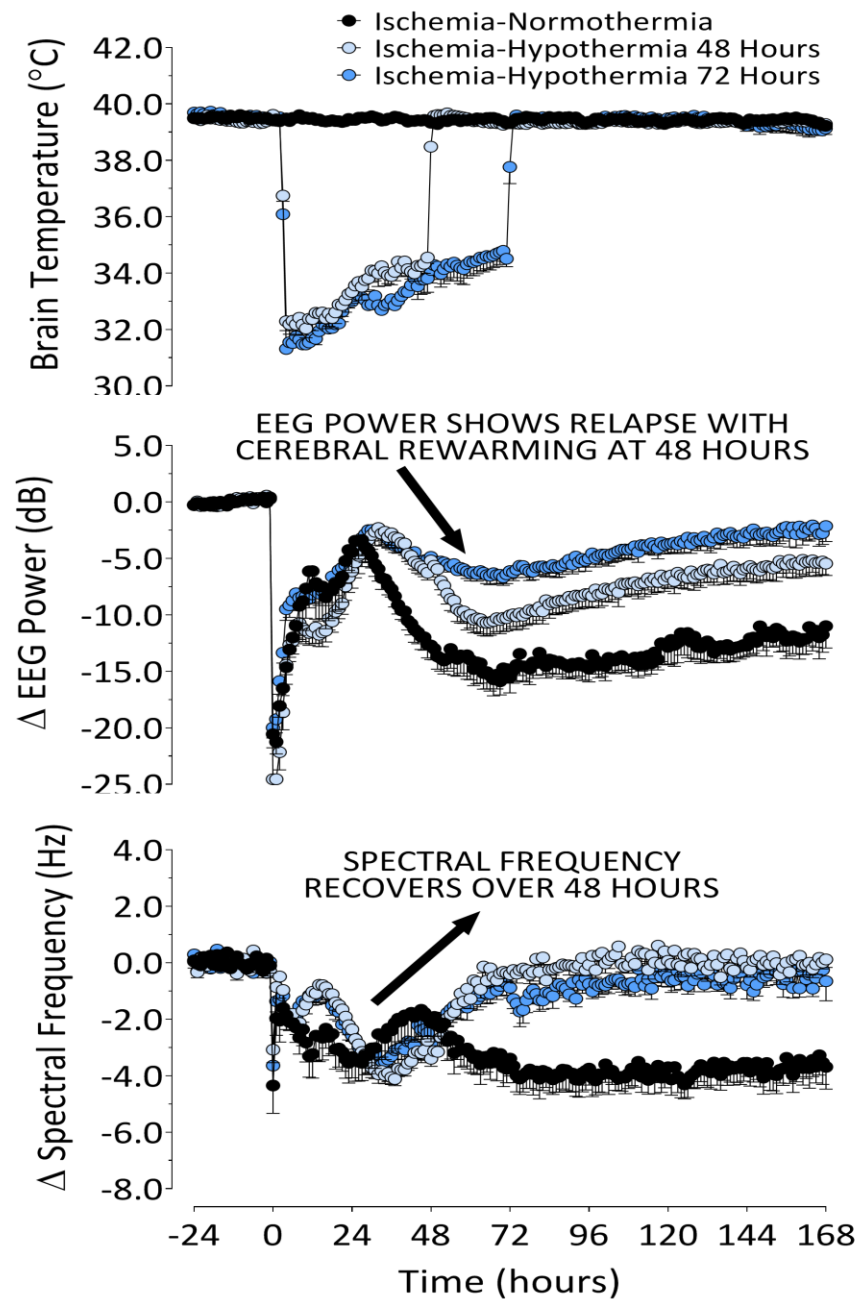 Ischemia-Normothermia
Ischemia-Hypothermia 48 Hours
Ischemia-Hypothermia 72 Hours
Brain Temperature (°C)
42.0
40.0
38.0
36.0
34.0
32.0
30.0
EEG POWER SHOWS RELAPSE WITH
CEREBRAL REWARMING AT 48 HOURS
Δ EEG Power (dB)
5.0
0.0
-5.0
-10.0
-15.0
-20.0
-25.0
SPECTRAL FREQUENCY
RECOVERS OVER 48 HOURS
Δ Spectral Frequency (Hz)
4.0
2.0
0.0
-2.0
-4.0
-6.0
-8.0
-24 0 24 48 72 96 120 144 168
Time (hours)